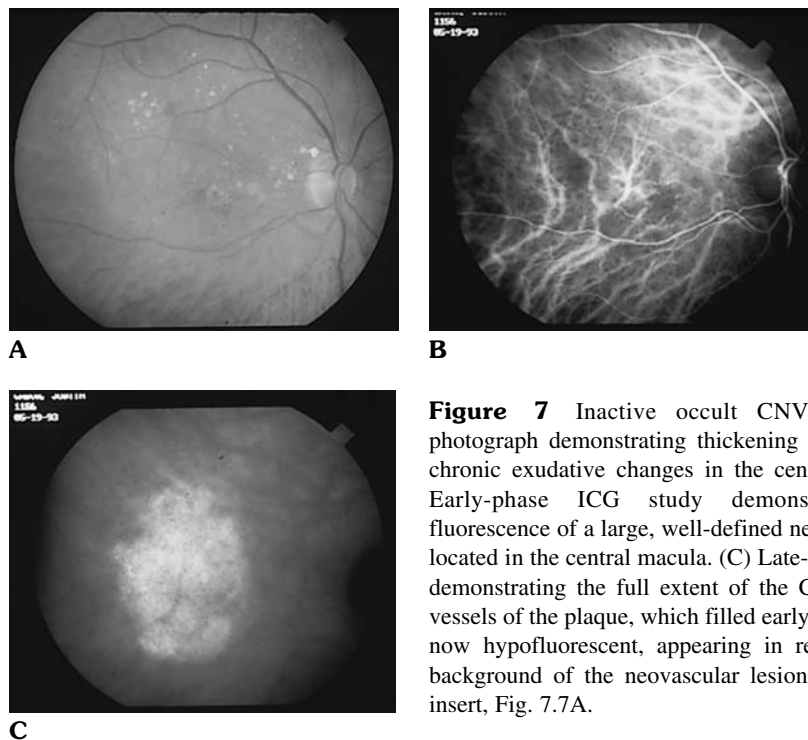 1156
05-19-93
A
B
1156
05-19-93
C
Figure 7 Inactive occult CNV
photograph demonstrating thickening
chronic exudative changes in the cen
Early-phase ICG study demons
fluorescence of a large, well-defined ne
located in the central macula. (C) Late-
demonstrating the full extent of the C
vessels of the plaque, which filled early
now hypofluorescent, appearing in re
background of the neovascular lesion
insert, Fig. 7.7A.